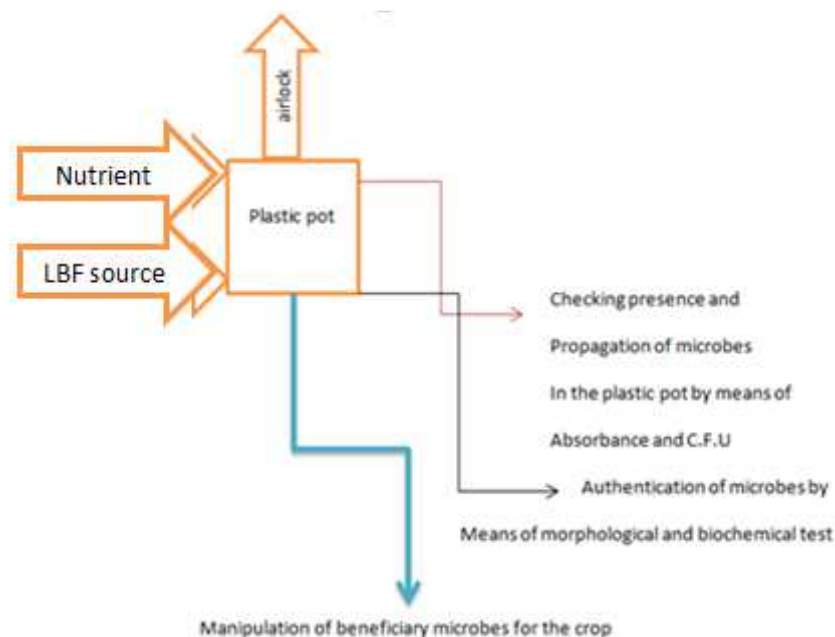 airlock
Nutrient
Plastic pot
LBF source
Checking presence and
Propagation of microbes
In the plastic pot by means of
Absorbance and C.F.U
Authentication of microbes by
Means of morphological and biochemical test
Manipulation of beneficiary microbes for the crop